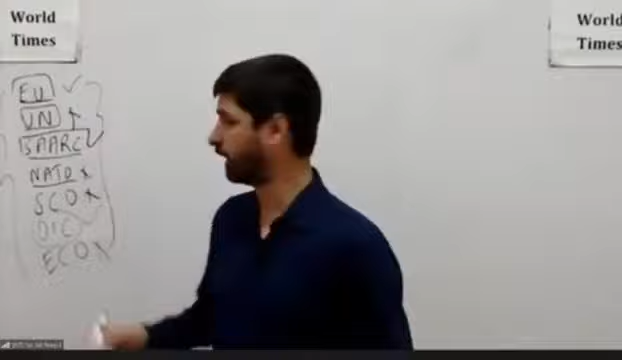 World
Times
World
Times
EU
UN
SAARC
NATO
SCO
OIC
ECO